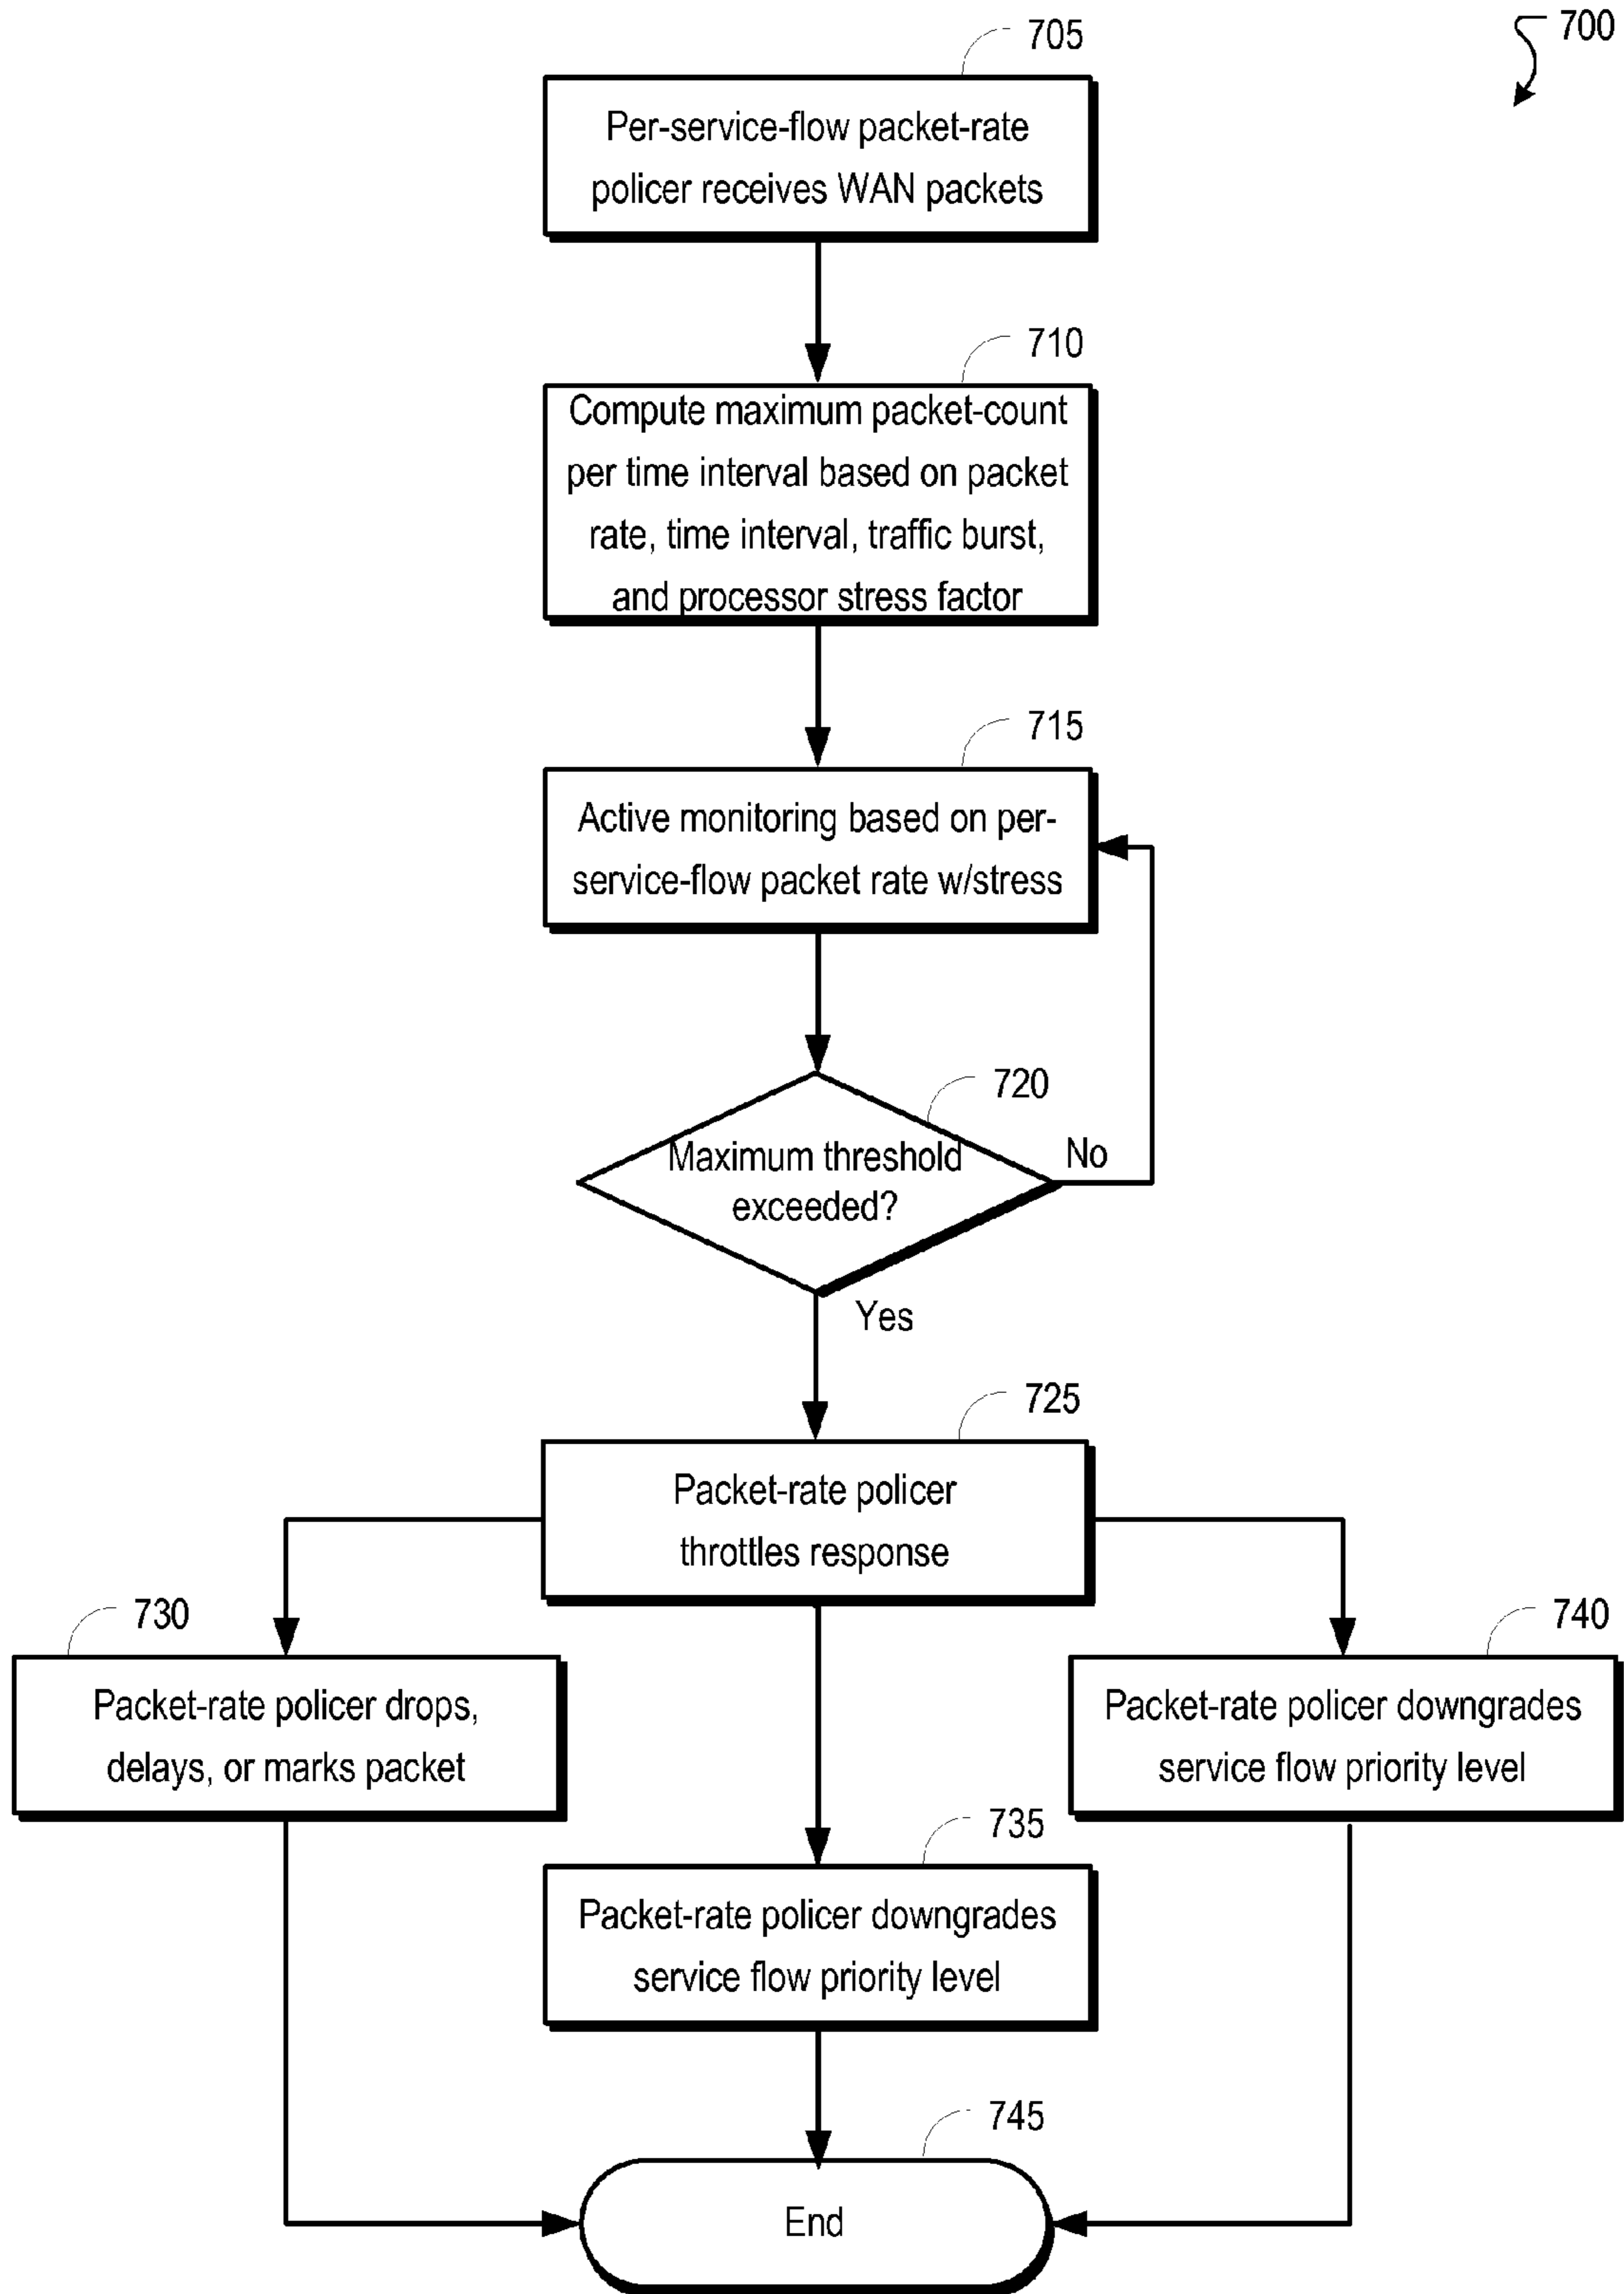 700
705
Per-service-flow packet-rate
policer receives WAN packets
710
Compute maximum packet-count
per time interval based on packet
rate, time interval, traffic burst,
and processor stress factor
715
Active monitoring based on per-
service-flow packet rate w/stress
720
Maximum threshold
exceeded?
No
Yes
725
Packet-rate policer
throttles response
730
Packet-rate policer drops,
delays, or marks packet
740
Packet-rate policer downgrades
service flow priority level
735
Packet-rate policer downgrades
service flow priority level
745
End